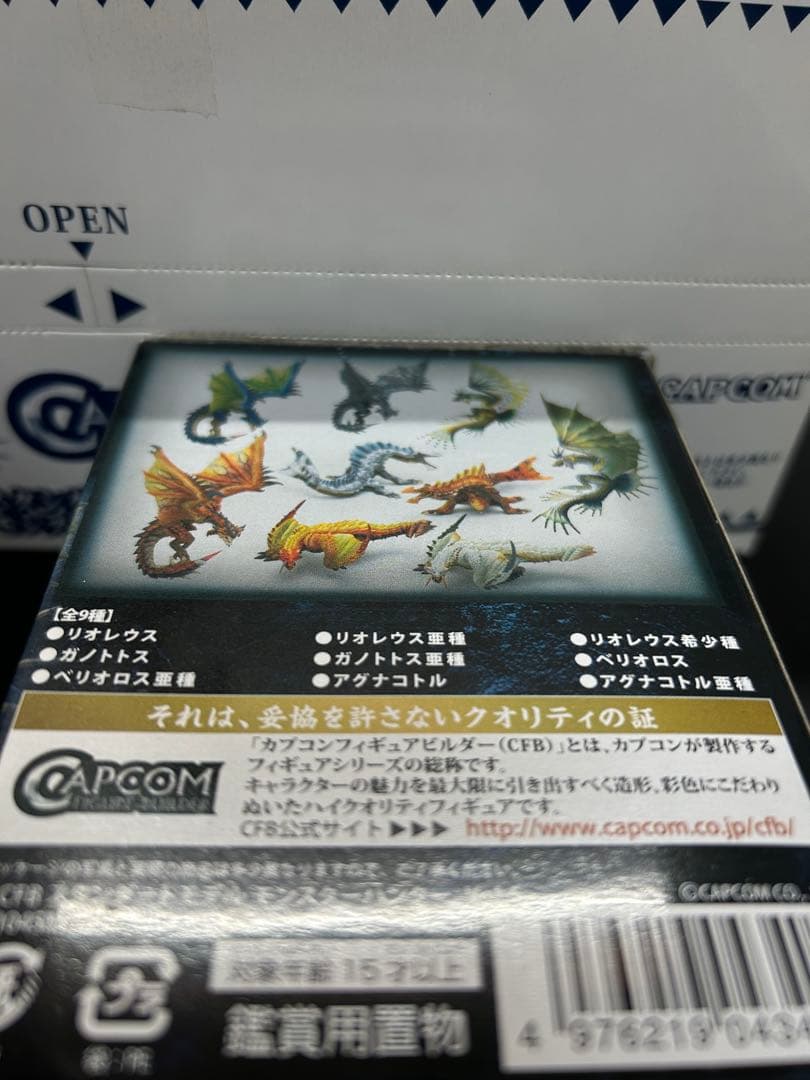 OPEN
CAPCOM
【全9種】
●リオレウス ●リオレウス亜種 ●リオレウス希少種
●ガノトトス ●ガノトトス亜種 ●ベリオロス
●ベリオロス亜種 ●アグナコトル ●アグナコトル亜種
それは、妥協を許さないクオリティの証
CAPCOM
FIGURE BUILDER
「カプコンフィギュアビルダー(CFB)」とは、カプコンが製作する
フィギュアシリーズの総称です。
キャラクターの魅力を最大限に引き出すべく造形、彩色にこだわり
ぬいたハイクオリティフィギュアです。
CFB公式サイト▶▶▶ http://www.capcom.co.jp/cfb/
CFB
©CAPCOM CO.,
対象年齢 15才以上
鑑賞用置物
プラ
4 976219 0434